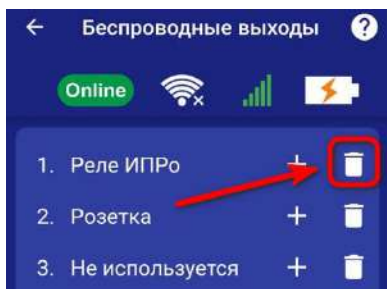 Беспроводные выходы ?
Online
1. Реле ИПРо +
2. Розетка +
3. Не используется +